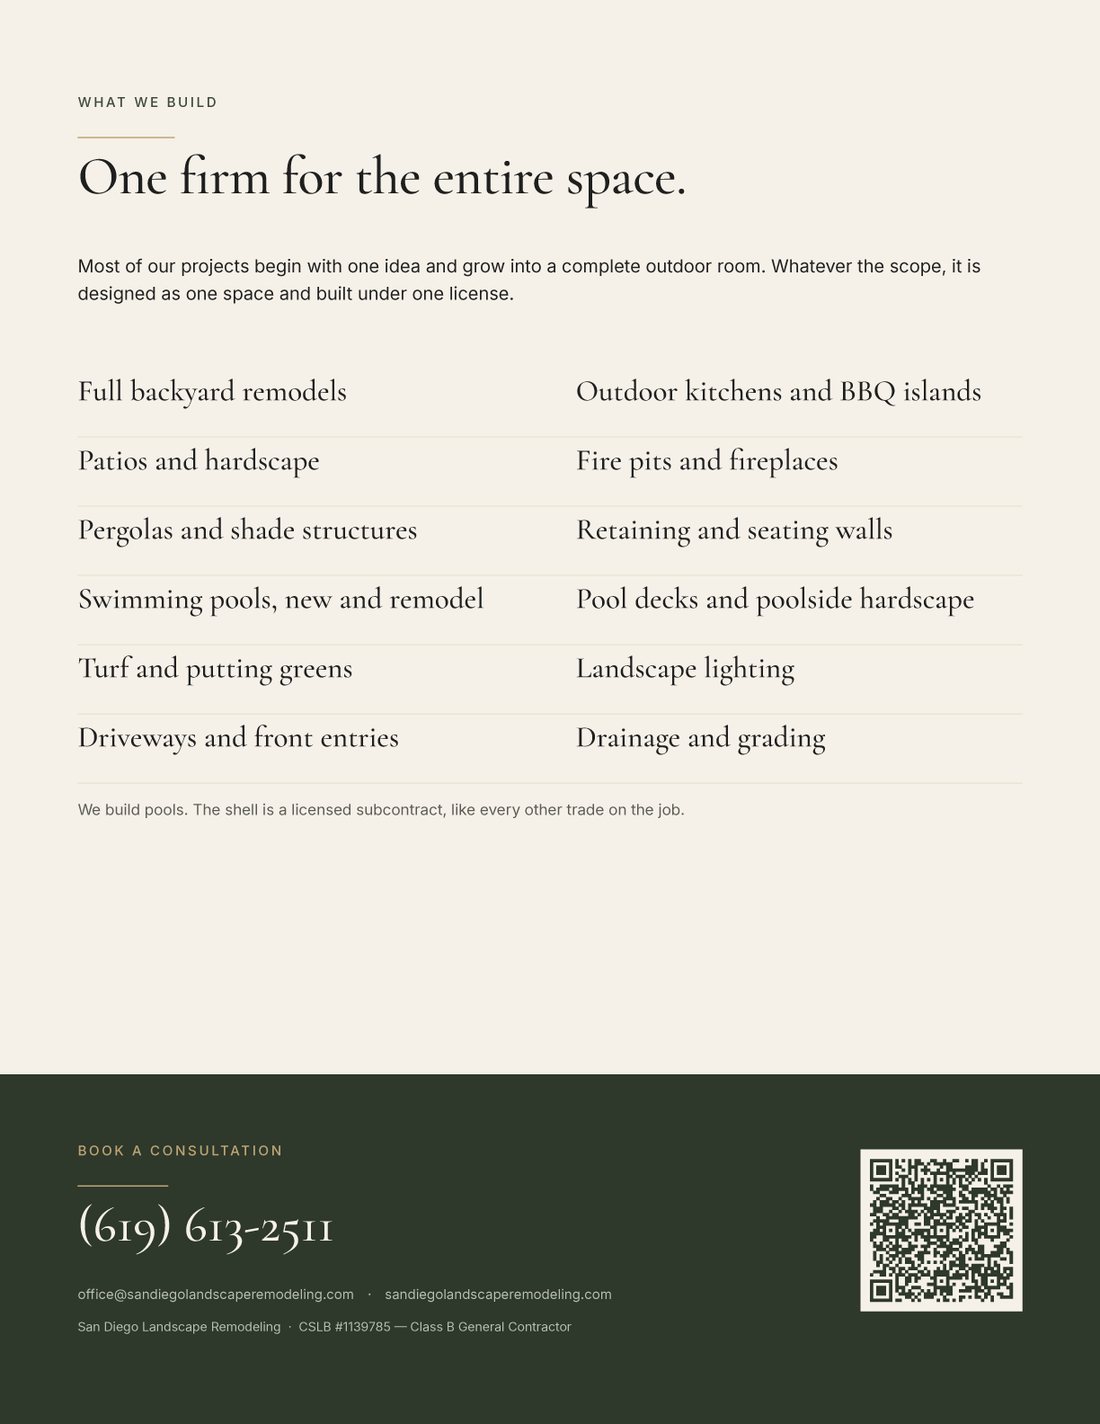 WHAT WE BUILD
One firm for the entire space.
Most of our projects begin with one idea and grow into a complete outdoor room. Whatever the scope, it is
designed as one space and built under one license.
Full backyard remodels
Outdoor kitchens and BBQ islands
Patios and hardscape
Fire pits and fireplaces
Pergolas and shade structures
Retaining and seating walls
Swimming pools, new and remodel
Pool decks and poolside hardscape
Turf and putting greens
Landscape lighting
Driveways and front entries
Drainage and grading
We build pools. The shell is a licensed subcontract, like every other trade on the job.
BOOK A CONSULTATION
(619) 613-2511
office@sandiegolandscaperemodeling.com · sandiegolandscaperemodeling.com
San Diego Landscape Remodeling · CSLB #1139785 — Class B General Contractor